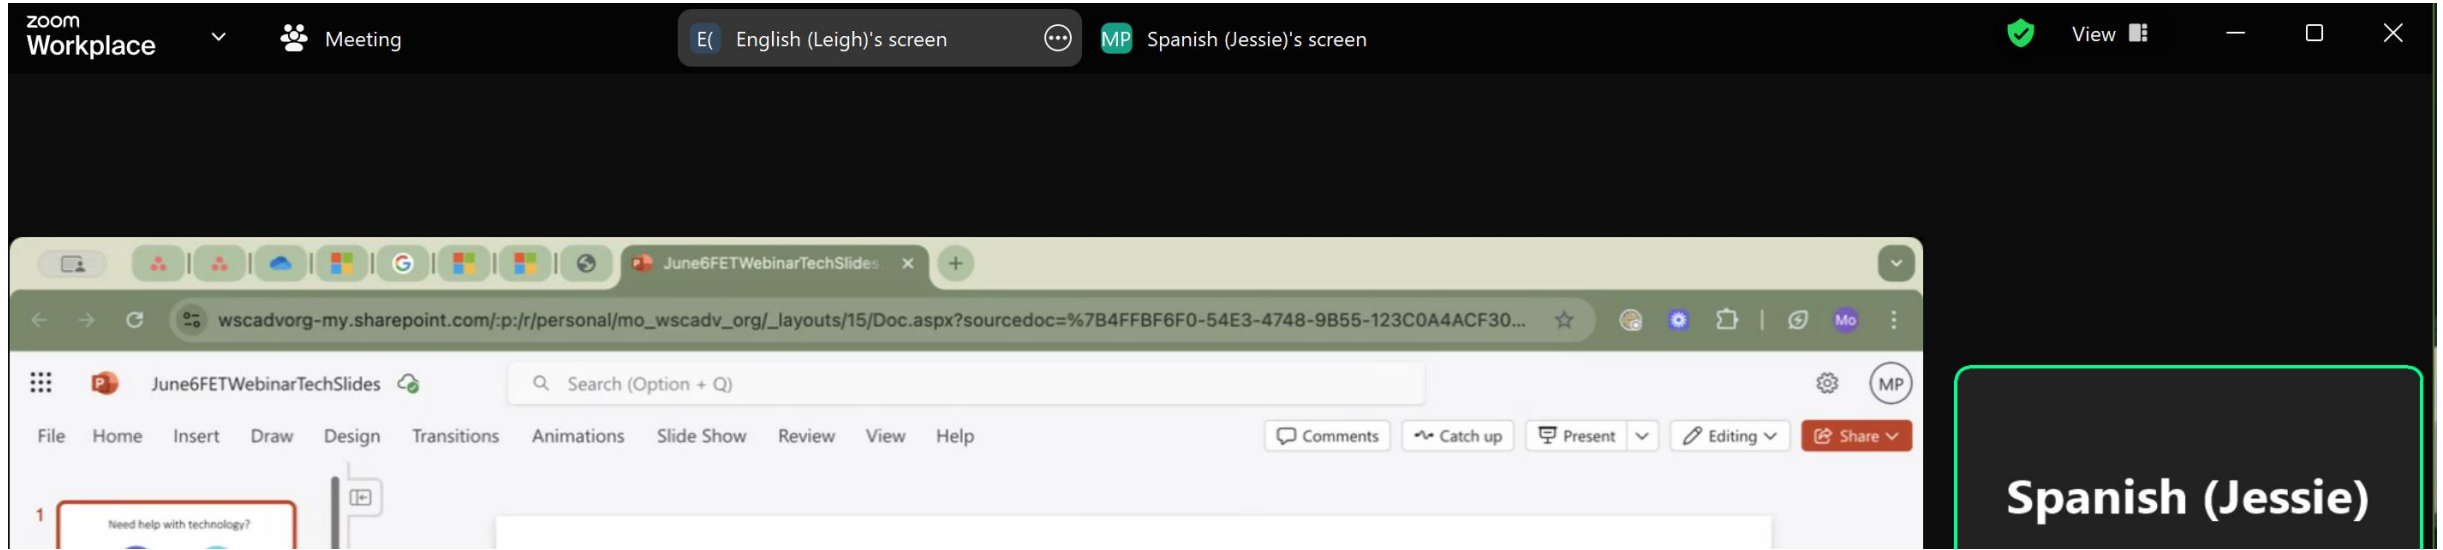 zoom
Workplace
Meeting
E( English (Leigh)'s screen
MP Spanish (Jessie)'s screen
View
June6FETWebinarTechSlides
wscadvorg-my.sharepoint.com/:p:/r/personal/mo_wscadv_org/_layouts/15/Doc.aspx?sourcedoc=%7B4FFBF6F0-54E3-4748-9B55-123C0A4ACF30...
Mo
June6FETWebinarTechSlides
Search (Option + Q)
MP
File Home Insert Draw Design Transitions Animations Slide Show Review View Help
Comments Catch up Present Editing Share
1
Need help with technology?
Spanish (Jessie)